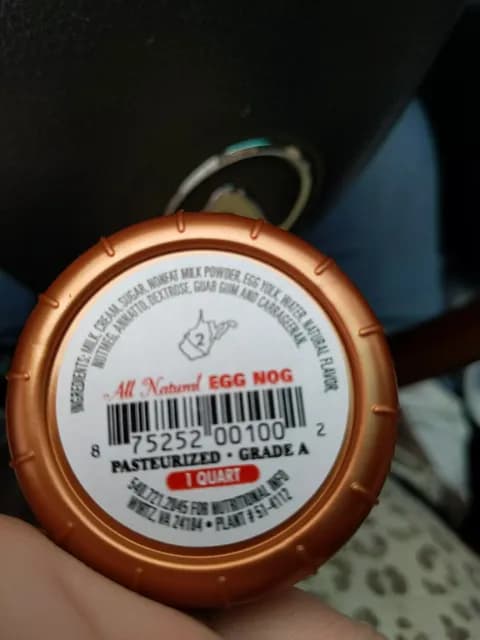 INGREDIENTS: MILK, CREAM, SUGAR, NONFAT MILK POWDER, EGG YOLK, WATER, NATURAL FLAVOR,
NUTMEG, ANNATTO, DEXTROSE, GUAR GUM AND CARRAGEENAN.
2
All Natural EGG NOG
8 75252 00100 2
PASTEURIZED • GRADE A
1 QUART
540.721.2045 FOR NUTRITIONAL INFO
WIRTZ, VA 24184 • PLANT # 51-4112